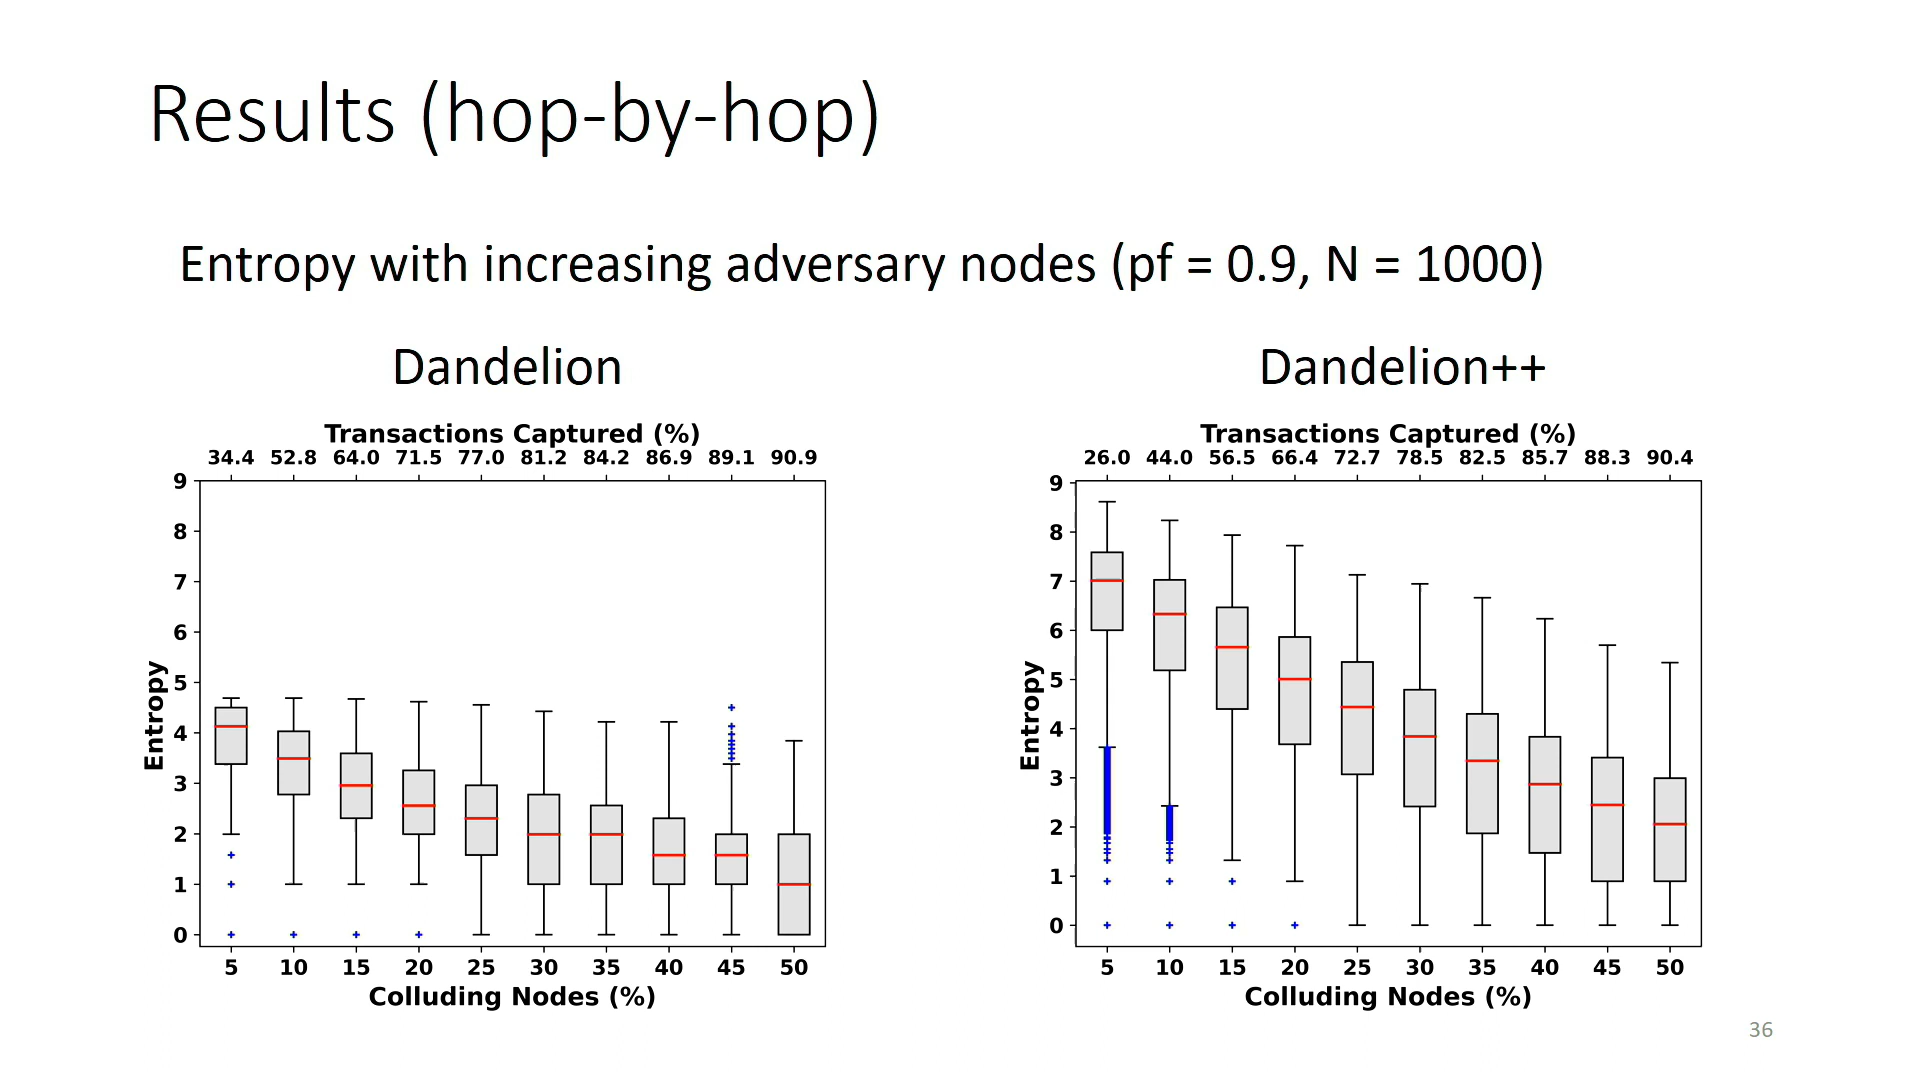 Results (hop-by-hop)
Entropy with increasing adversary nodes (pf = 0.9, N = 1000)
Dandelion
Transactions Captured (%)
34.4 52.8 64.0 71.5 77.0 81.2 84.2 86.9 89.1 90.9
9
8
7
6
5
4
3
2
1
0
Entropy
5 10 15 20 25 30 35 40 45 50
Colluding Nodes (%)
Dandelion++
Transactions Captured (%)
26.0 44.0 56.5 66.4 72.7 78.5 82.5 85.7 88.3 90.4
9
8
7
6
5
4
3
2
1
0
Entropy
5 10 15 20 25 30 35 40 45 50
Colluding Nodes (%)
36